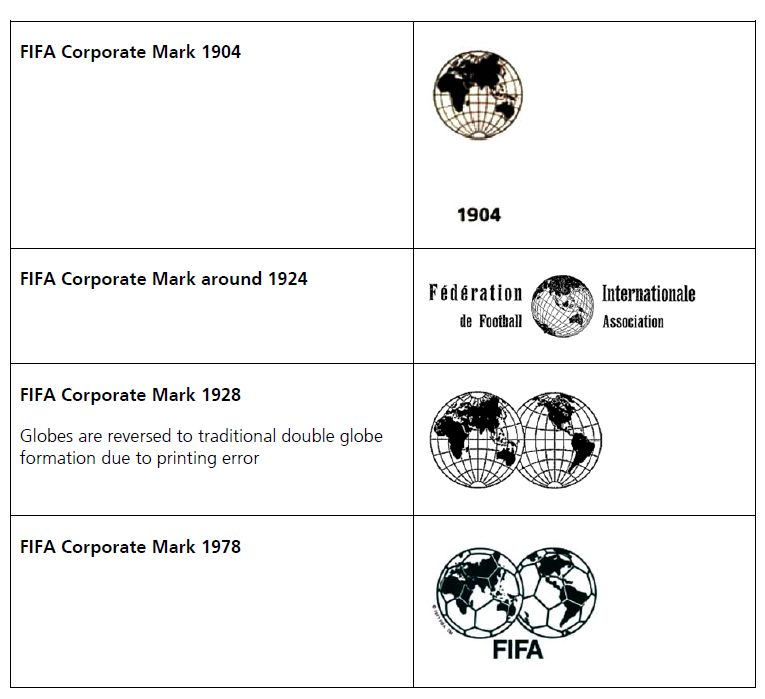 FIFA Corporate Mark 1904
1904
FIFA Corporate Mark around 1924
Fédération Internationale
de Football Association
FIFA Corporate Mark 1928
Globes are reversed to traditional double globe
formation due to printing error
FIFA Corporate Mark 1978
FIFA